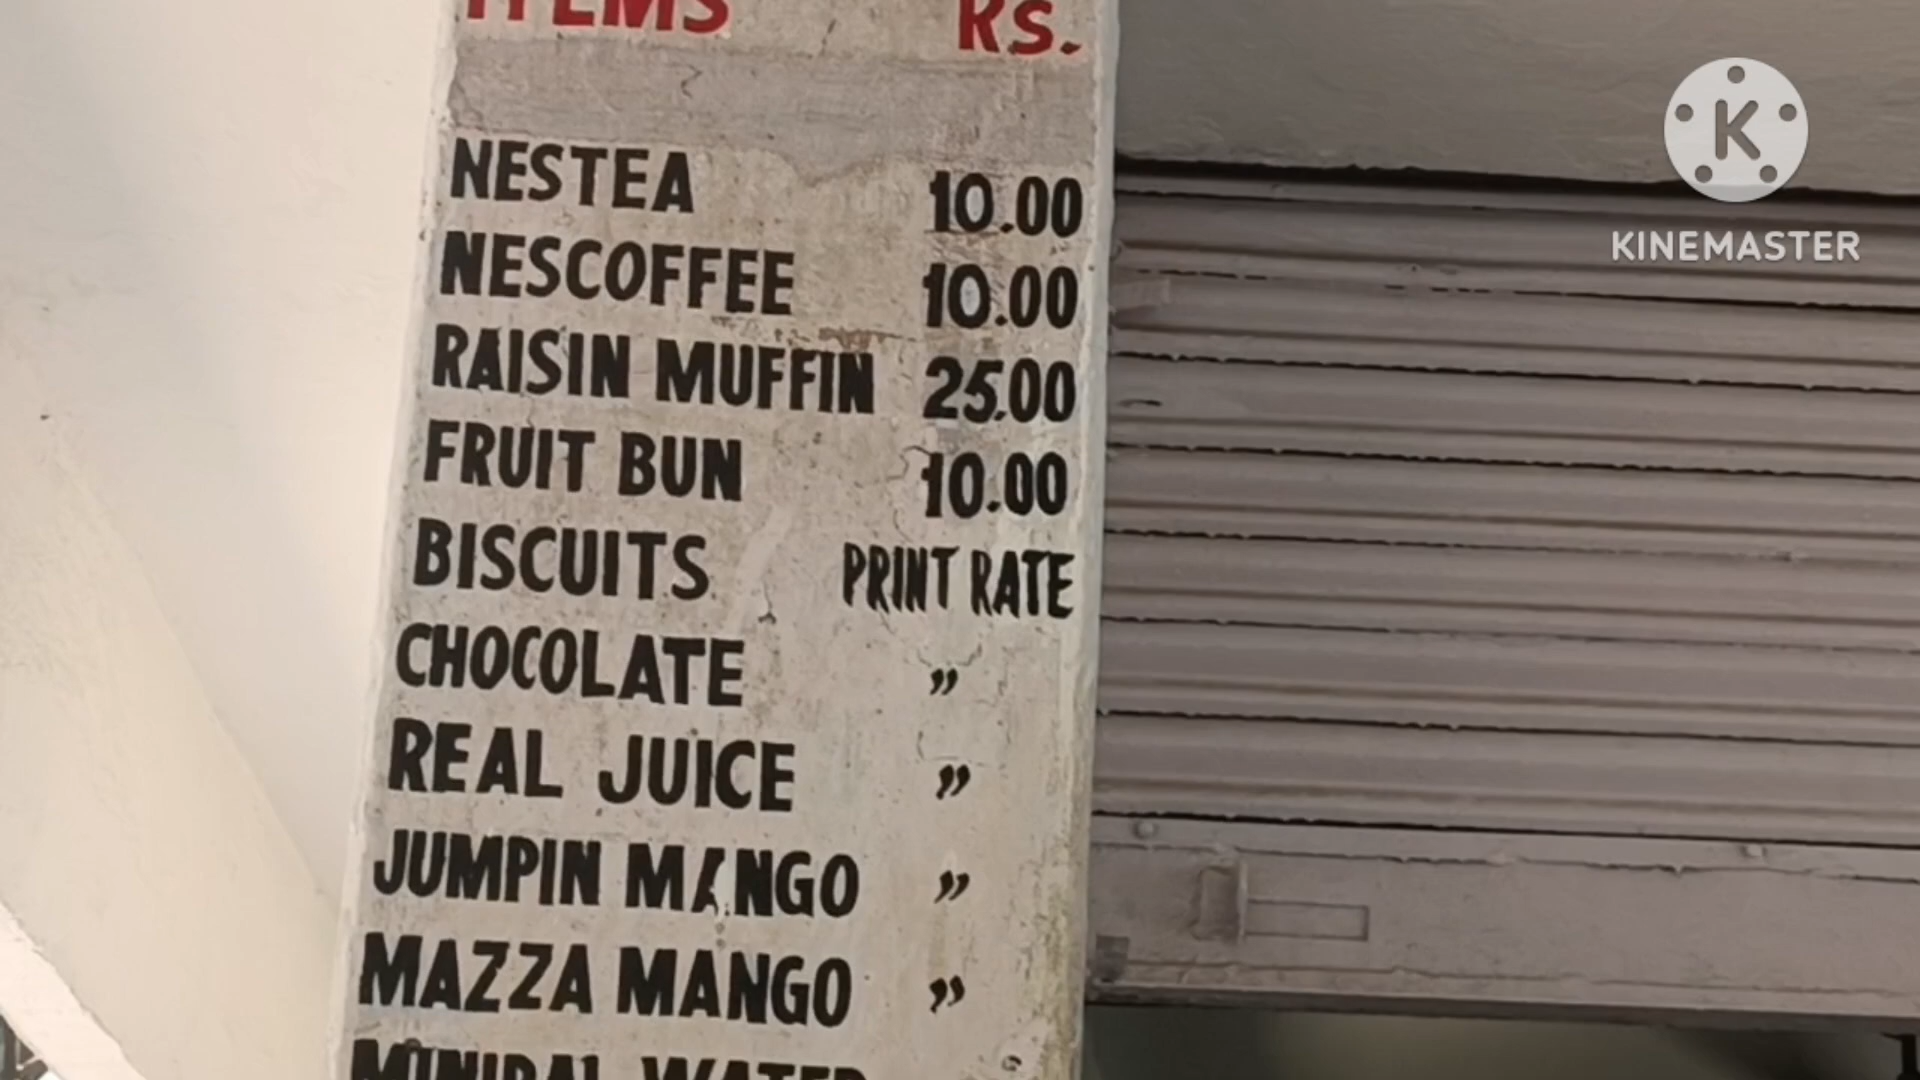 ITEMS Rs.
NESTEA 10.00
NESCOFFEE 10.00
RAISIN MUFFIN 25.00
FRUIT BUN 10.00
BISCUITS PRINT RATE
CHOCOLATE ”
REAL JUICE ”
JUMPIN MANGO ”
MAZZA MANGO ”
MINIRAL WATER
K
KINEMASTER